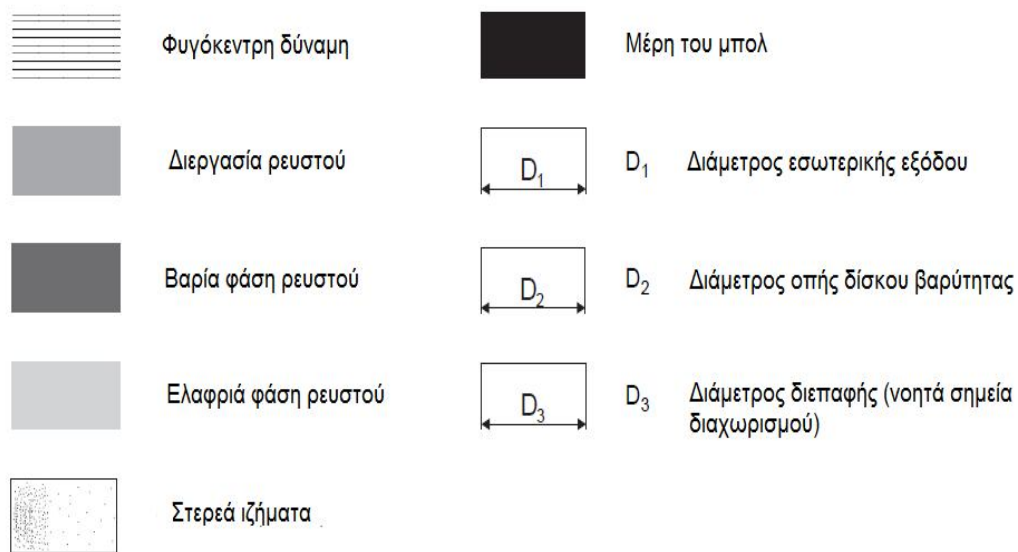 Φυγόκεντρη δύναμη
Μέρη του μπολ
Διεργασία ρευστού
D₁
D₁ Διάμετρος εσωτερικής εξόδου
Βαρία φάση ρευστού
D₂
D₂ Διάμετρος οπής δίσκου βαρύτητας
Ελαφριά φάση ρευστού
D₃
D₃ Διάμετρος διεπαφής (νοητά σημεία
διαχωρισμού)
Στερεά ιζήματα